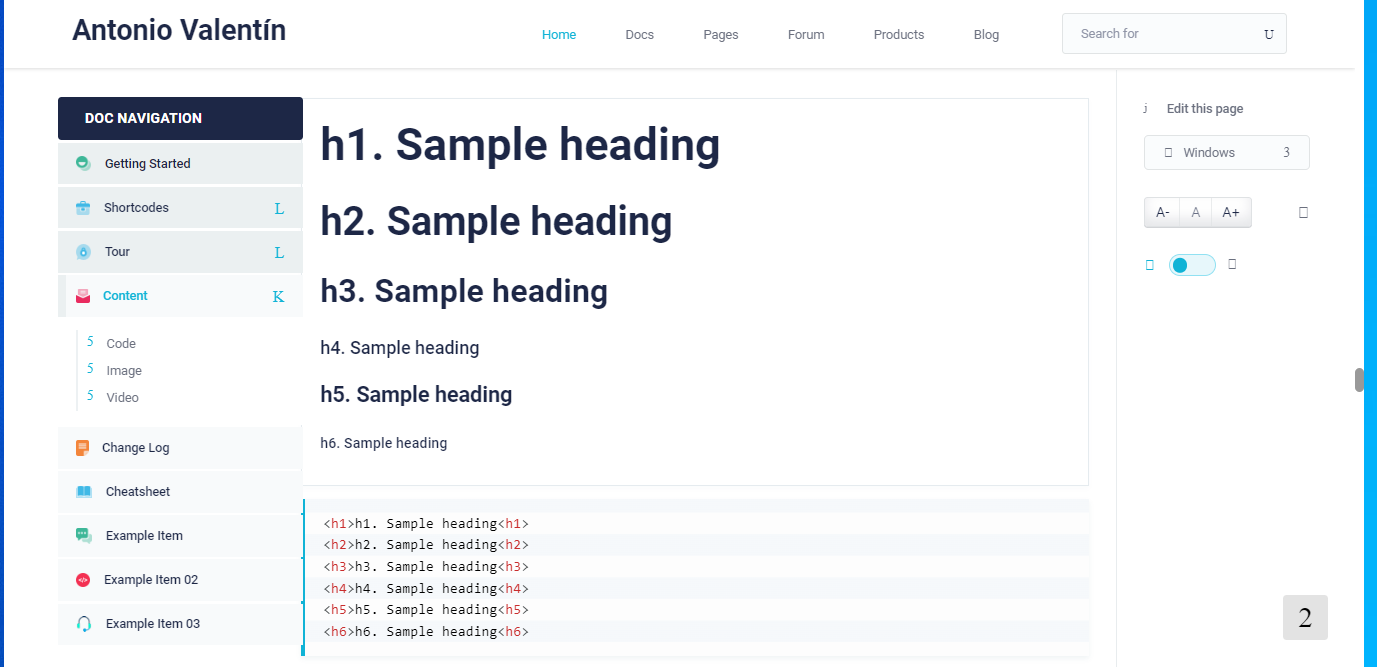 Antonio Valentín
Home Docs Pages Forum Products Blog
Search for U
DOC NAVIGATION
Getting Started
Shortcodes L
Tour L
Content K
5 Code
5 Image
5 Video
Change Log
Cheatsheet
Example Item
Example Item 02
Example Item 03
h1. Sample heading
h2. Sample heading
h3. Sample heading
h4. Sample heading
h5. Sample heading
h6. Sample heading
<h1>h1. Sample heading<h1>
<h2>h2. Sample heading<h2>
<h3>h3. Sample heading<h3>
<h4>h4. Sample heading<h4>
<h5>h5. Sample heading<h5>
<h6>h6. Sample heading<h6>
j Edit this page
Windows 3
A- A A+
2